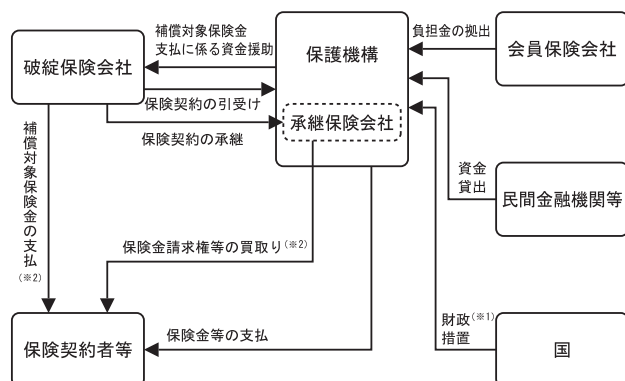 補償対象保険金
支払に係る資金援助
保護機構
負担金の拠出
会員保険会社
破綻保険会社
保険契約の引受け
承継保険会社
保険契約の承継
補償対象保険金の支払
(※2)
資金
貸出
民間金融機関等
保険金請求権等の買取り(※2)
財政(※1)
措置
保険金等の支払
保険契約者等
国